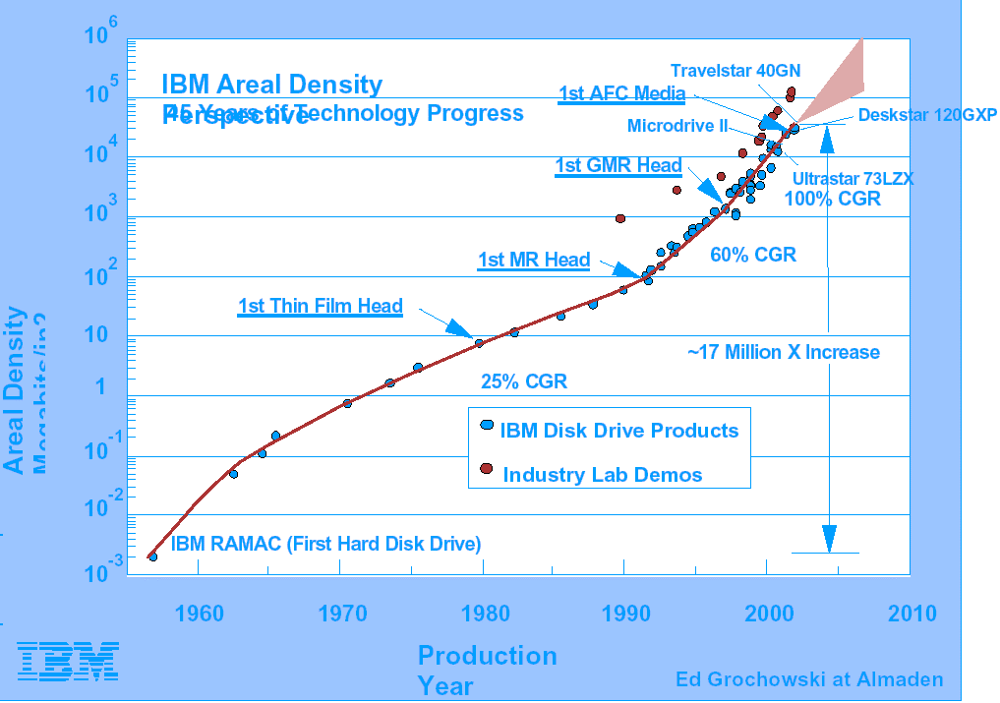 10^6
10^5
10^4
10^3
10^2
10
1
10^-1
10^-2
10^-3
Areal Density
Megabits/in2
IBM Areal Density
Perspective
45 Years of Technology Progress
Travelstar 40GN
1st AFC Media
Deskstar 120GXP
Microdrive II
1st GMR Head
Ultrastar 73LZX
100% CGR
60% CGR
1st MR Head
1st Thin Film Head
~17 Million X Increase
25% CGR
IBM Disk Drive Products
Industry Lab Demos
IBM RAMAC (First Hard Disk Drive)
1960
1970
1980
1990
2000
2010
Production
Year
IBM
Ed Grochowski at Almaden